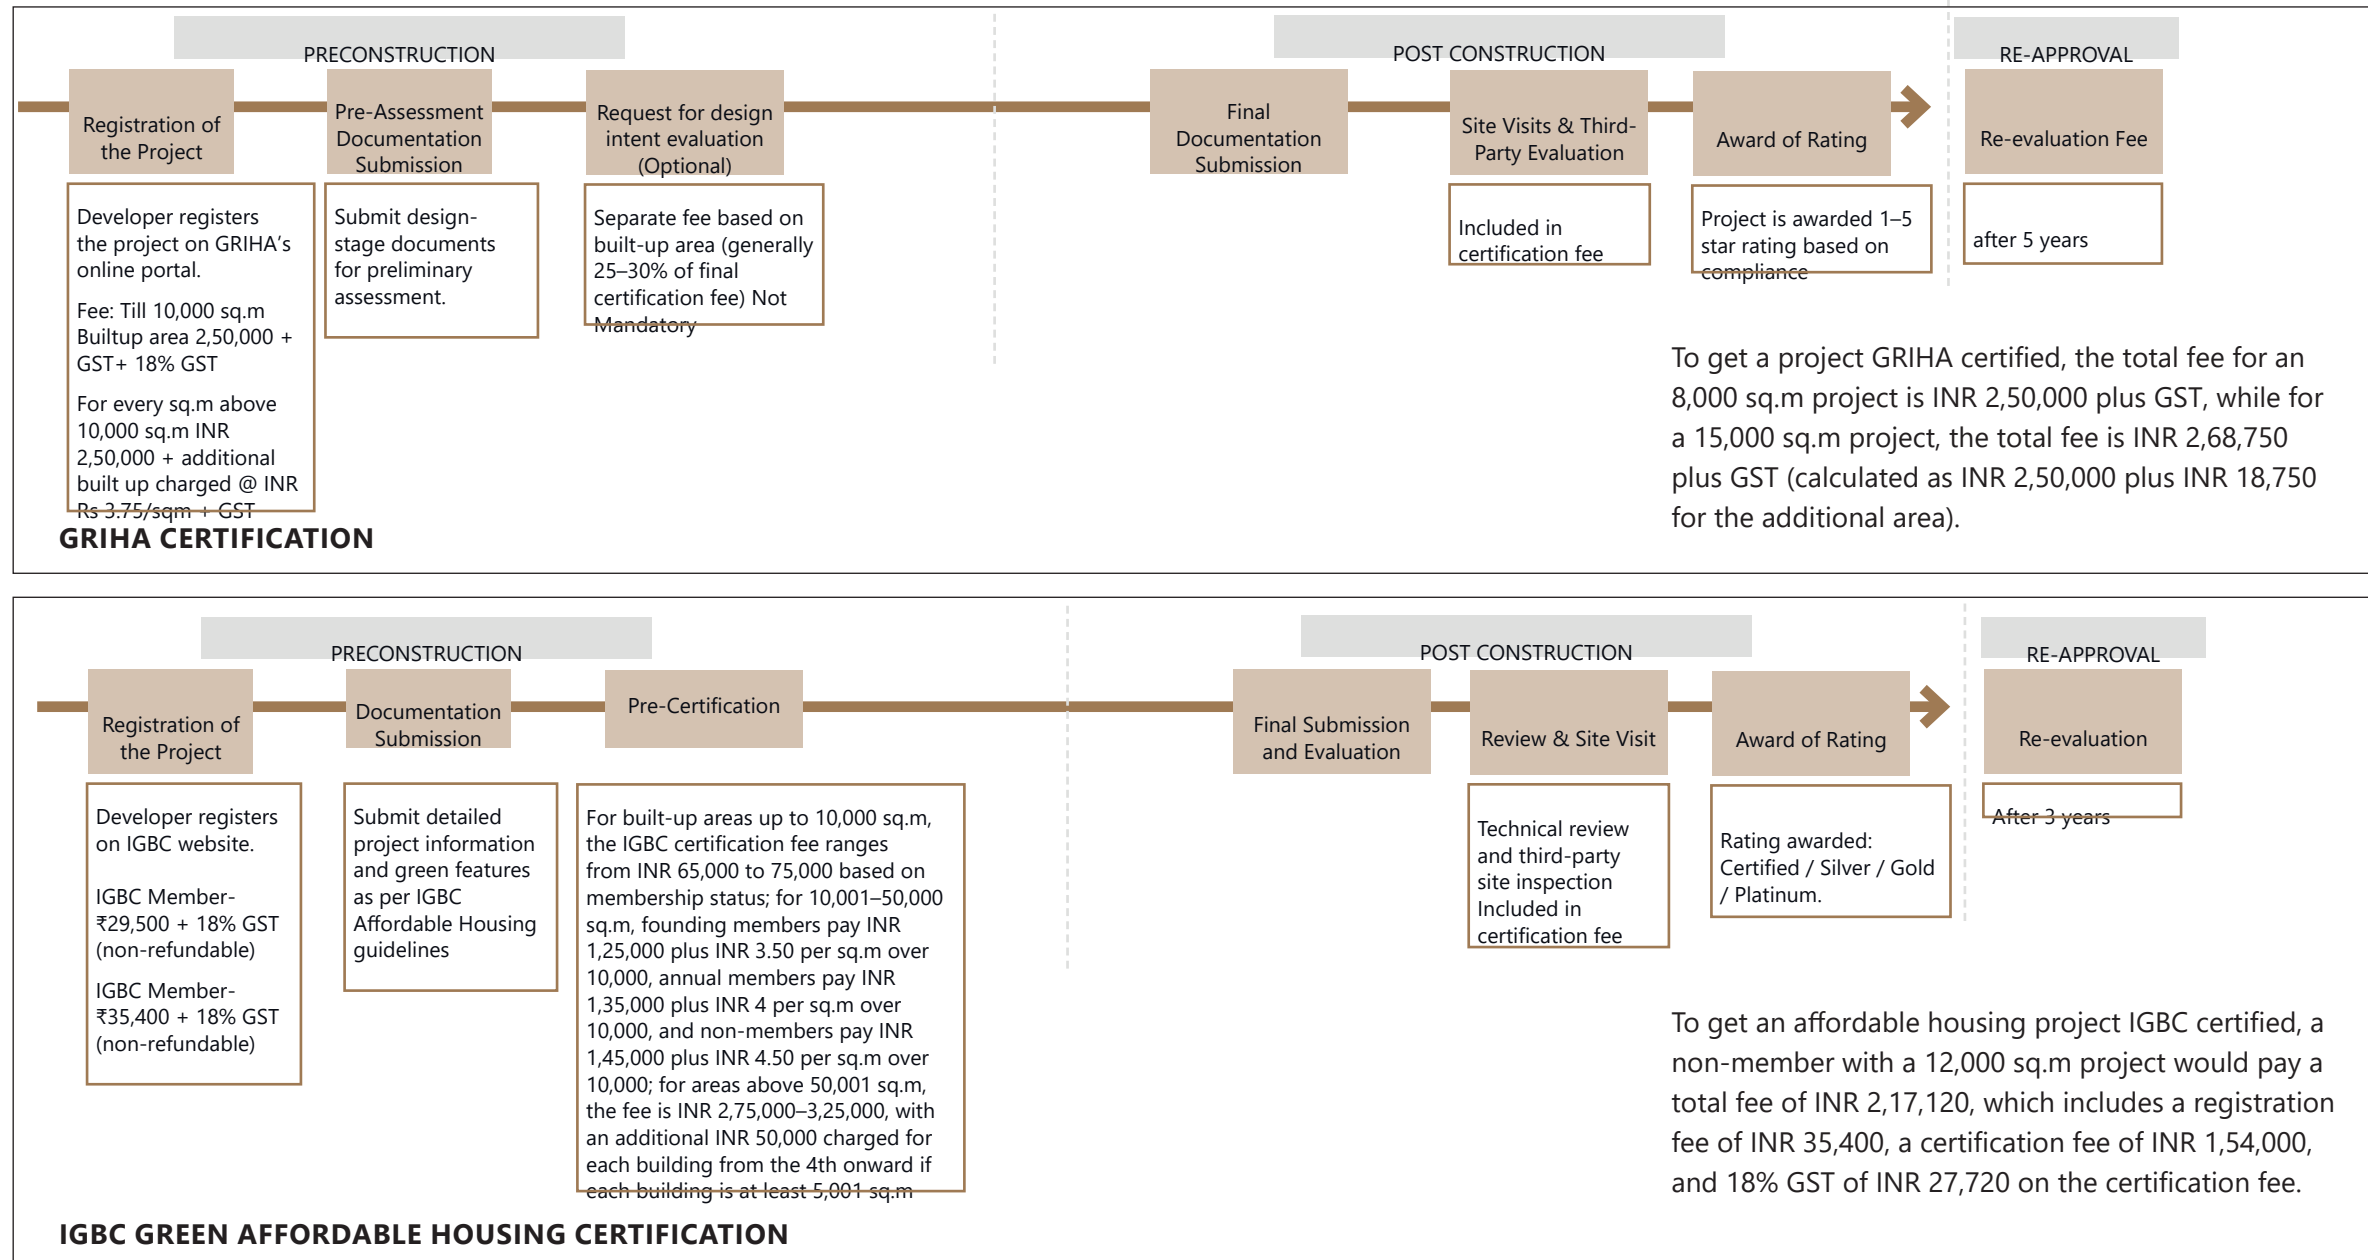 PRECONSTRUCTION
Registration of
the Project
Pre-Assessment
Documentation
Submission
Request for design
intent evaluation
(Optional)
Developer registers
the project on GRIHA’s
online portal.
Fee: Till 10,000 sq.m
Builtup area 2,50,000 +
GST+ 18% GST
For every sq.m above
10,000 sq.m INR
2,50,000 + additional
built up charged @ INR
Rs 3.75/sqm + GST
Submit design-
stage documents
for preliminary
assessment.
Separate fee based on
built-up area (generally
25–30% of final
certification fee) Not
Mandatory
POST CONSTRUCTION
Final
Documentation
Submission
Site Visits & Third-
Party Evaluation
Award of Rating
Included in
certification fee
Project is awarded 1–5
star rating based on
compliance
RE-APPROVAL
Re-evaluation Fee
after 5 years
To get a project GRIHA certified, the total fee for an
8,000 sq.m project is INR 2,50,000 plus GST, while for
a 15,000 sq.m project, the total fee is INR 2,68,750
plus GST (calculated as INR 2,50,000 plus INR 18,750
for the additional area).
GRIHA CERTIFICATION
PRECONSTRUCTION
Registration of
the Project
Documentation
Submission
Pre-Certification
Developer registers
on IGBC website.
IGBC Member-
₹29,500 + 18% GST
(non-refundable)
IGBC Member-
₹35,400 + 18% GST
(non-refundable)
Submit detailed
project information
and green features
as per IGBC
Affordable Housing
guidelines
For built-up areas up to 10,000 sq.m,
the IGBC certification fee ranges
from INR 65,000 to 75,000 based on
membership status; for 10,001–50,000
sq.m, founding members pay INR
1,25,000 plus INR 3.50 per sq.m over
10,000, annual members pay INR
1,35,000 plus INR 4 per sq.m over
10,000, and non-members pay INR
1,45,000 plus INR 4.50 per sq.m over
10,000; for areas above 50,001 sq.m,
the fee is INR 2,75,000–3,25,000, with
an additional INR 50,000 charged for
each building from the 4th onward if
each building is at least 5,001 sq.m
POST CONSTRUCTION
Final Submission
and Evaluation
Review & Site Visit
Award of Rating
Technical review
and third-party
site inspection
Included in
certification fee
Rating awarded:
Certified / Silver / Gold
/ Platinum.
RE-APPROVAL
Re-evaluation
After 3 years
To get an affordable housing project IGBC certified, a
non-member with a 12,000 sq.m project would pay a
total fee of INR 2,17,120, which includes a registration
fee of INR 35,400, a certification fee of INR 1,54,000,
and 18% GST of INR 27,720 on the certification fee.
IGBC GREEN AFFORDABLE HOUSING CERTIFICATION